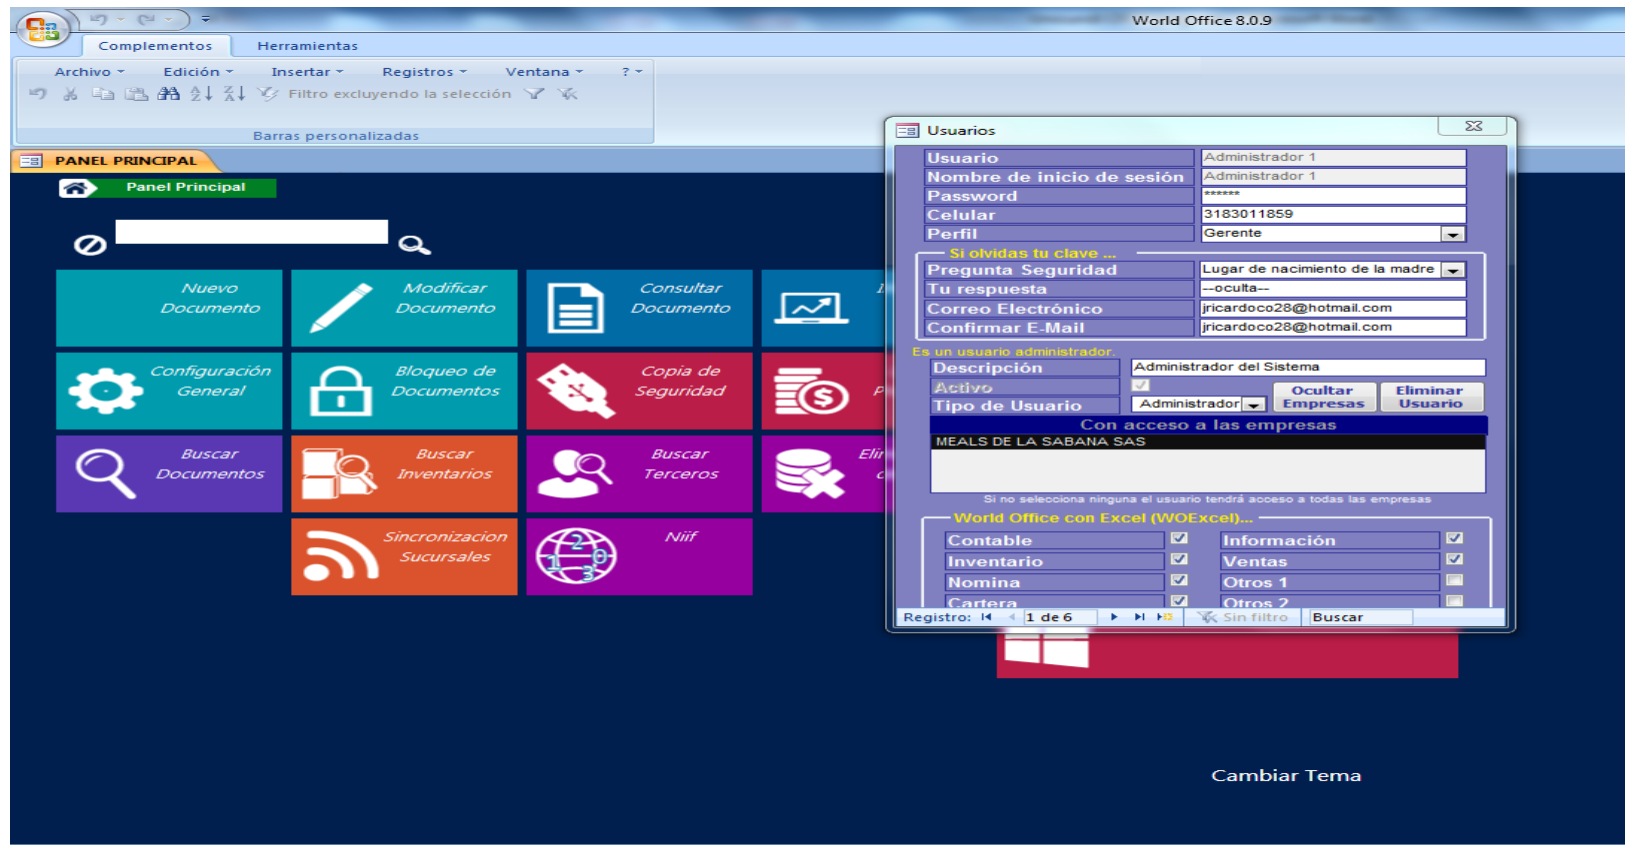 World Office 8.0.9
Complementos Herramientas
Archivo Edición Insertar Registros Ventana ?
Filtro excluyendo la selección
Barras personalizadas
PANEL PRINCIPAL
Panel Principal
Nuevo Documento
Modificar Documento
Consultar Documento
Configuración General
Bloqueo de Documentos
Copia de Seguridad
Buscar Documentos
Buscar Inventarios
Buscar Terceros
Sincronizacion Sucursales
1 2 0 3
Niif
Usuarios
Usuario Administrador 1
Nombre de inicio de sesión Administrador 1
Password ******
Celular 3183011859
Perfil Gerente
Si olvidas tu clave ...
Pregunta Seguridad Lugar de nacimiento de la madre
Tu respuesta --oculta--
Correo Electrónico jricardoco28@hotmail.com
Confirmar E-Mail jricardoco28@hotmail.com
Es un usuario administrador.
Descripción Administrador del Sistema
Activo
Tipo de Usuario Administrador
Ocultar Empresas
Eliminar Usuario
Con acceso a las empresas
MEALS DE LA SABANA SAS
Si no selecciona ninguna el usuario tendrá acceso a todas las empresas
World Office con Excel (WOExcel)...
Contable Información
Inventario Ventas
Nomina Otros 1
Cartera Otros 2
Registro: 1 de 6 Sin filtro Buscar
Cambiar Tema